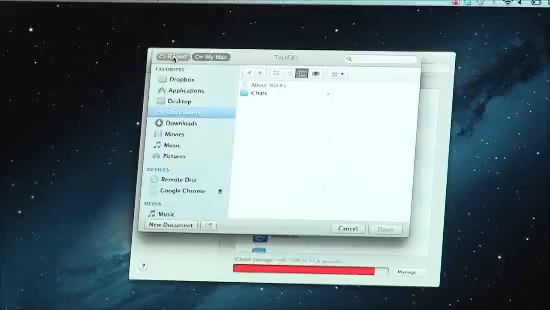 iCloud
On My Mac
TextEdit
FAVORITES
Dropbox
Applications
Desktop
Documents
Downloads
Movies
Music
Pictures
DEVICES
Remote Disc
Google Chrome
MEDIA
Music
About Stacks
iChats
New Document
Cancel
Open
iCloud Storage:
?
Manage...